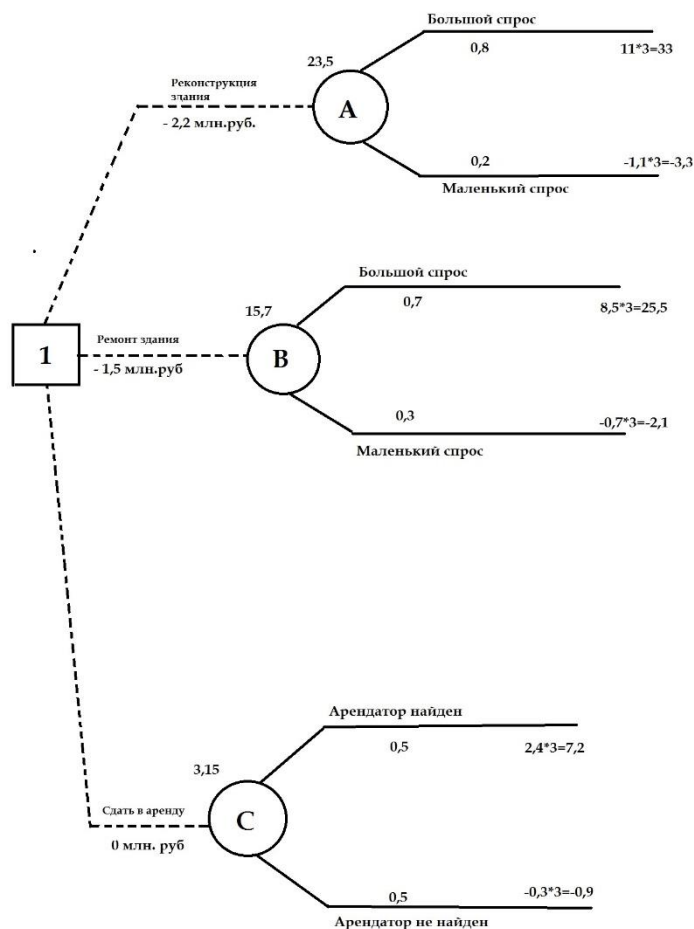 Большой спрос
0,8
11*3=33
23,5
Реконструкция
здания
A
- 2,2 млн.руб.
0,2
-1,1*3=-3,3
Маленький спрос
Большой спрос
0,7
8,5*3=25,5
15,7
1
Ремонт здания
B
- 1,5 млн.руб
0,3
-0,7*3=-2,1
Маленький спрос
Арендатор найден
0,5
2,4*3=7,2
3,15
Сдать в аренду
C
0 млн. руб
0,5
-0,3*3=-0,9
Арендатор не найден